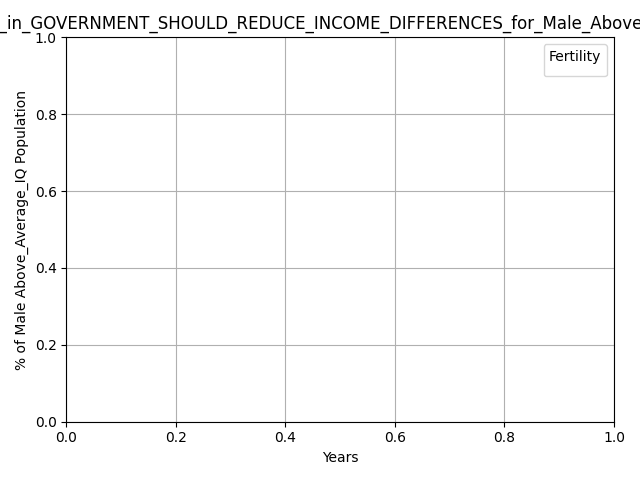 _in_GOVERNMENT_SHOULD_REDUCE_INCOME_DIFFERENCES_for_Male_Above
Fertility
% of Male Above_Average_IQ Population
1.0
0.8
0.6
0.4
0.2
0.0
0.0 0.2 0.4 0.6 0.8 1.0
Years